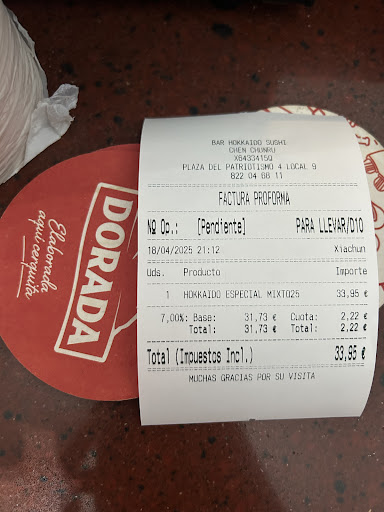 BAR HOKKAIDO SUSHI
CHEN CHUNRU
X6433415Q
PLAZA DEL PATRIOTISMO 4 LOCAL 9
822 04 66 11
FACTURA PROFORMA
Nº Op.: [Pendiente] PARA LLEVAR/D10
18/04/2025 21:12 Xiachun
Uds. Producto Importe
1 HOKKAIDO ESPECIAL MIXTO25 33,95 €
7,00% Base: 31,73 € Cuota: 2,22 €
Total: 31,73 € Total: 2,22 €
Total (Impuestos Incl.) 33,95 €
MUCHAS GRACIAS POR SU VISITA
DORADA
Elaborada
aquí cerquita